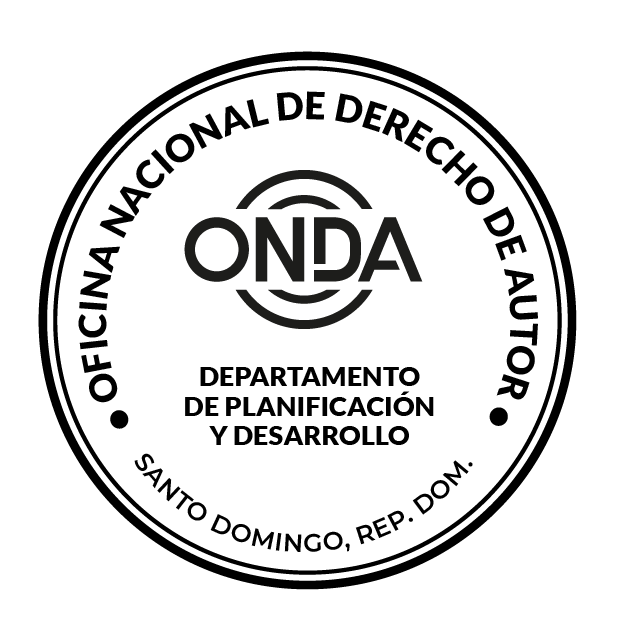 OFICINA NACIONAL DE DERECHO DE AUTOR
ONDA
DEPARTAMENTO
DE PLANIFICACIÓN
Y DESARROLLO
SANTO DOMINGO, REP. DOM.